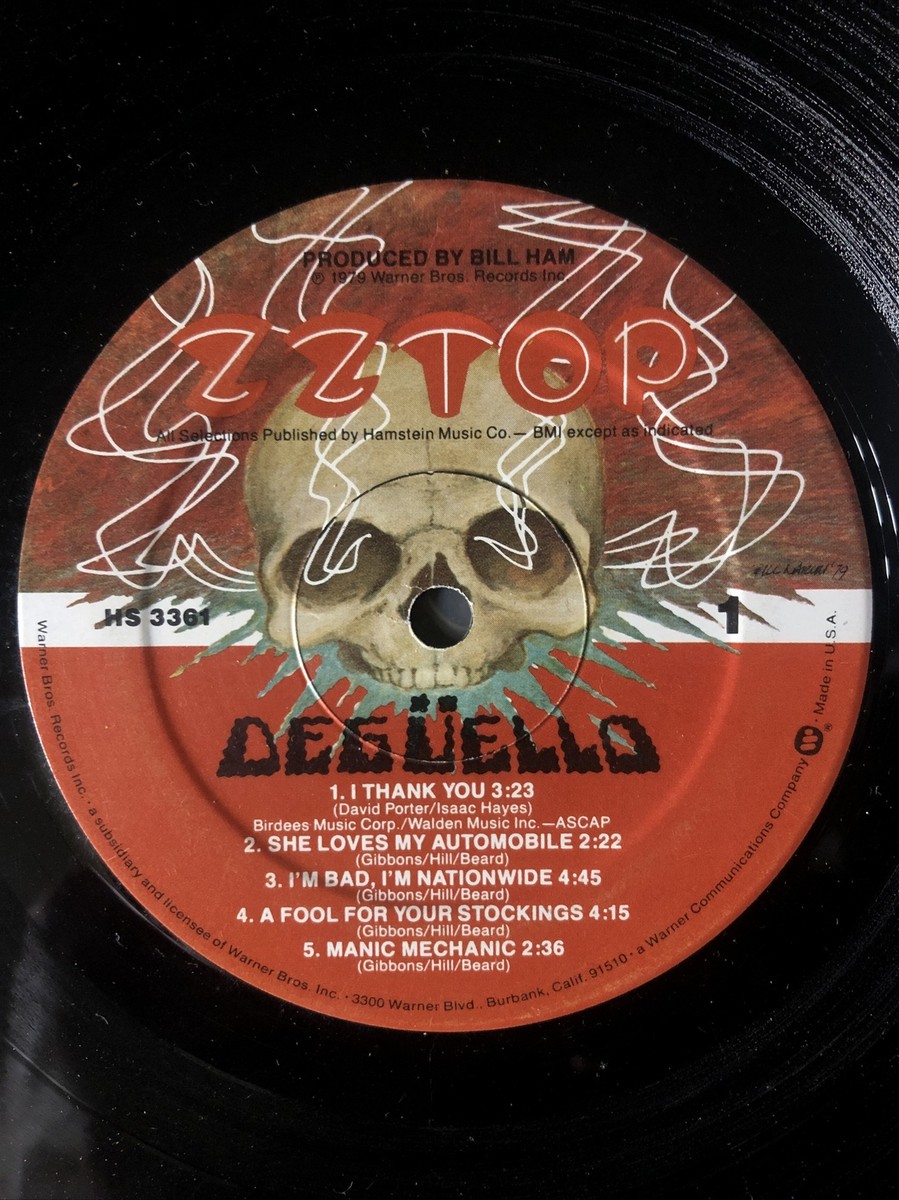 PRODUCED BY BILL HAM
℗ 1979 Warner Bros. Records Inc.
ZZ TOP
All Selections Published by Hamstein Music Co.— BMI except as indicated
'79
HS 3361
1
DEGÜELLO
1. I THANK YOU 3:23
(David Porter/Isaac Hayes)
Birdees Music Corp./Walden Music Inc.—ASCAP
2. SHE LOVES MY AUTOMOBILE 2:22
(Gibbons/Hill/Beard)
3. I'M BAD, I'M NATIONWIDE 4:45
(Gibbons/Hill/Beard)
4. A FOOL FOR YOUR STOCKINGS 4:15
(Gibbons/Hill/Beard)
5. MANIC MECHANIC 2:36
(Gibbons/Hill/Beard)
Warner Bros. Records Inc. · a subsidiary and licensee of Warner Bros. Inc. · 3300 Warner Blvd., Burbank, Calif. 91510 · a Warner Communications Company ® · Made in U.S.A.